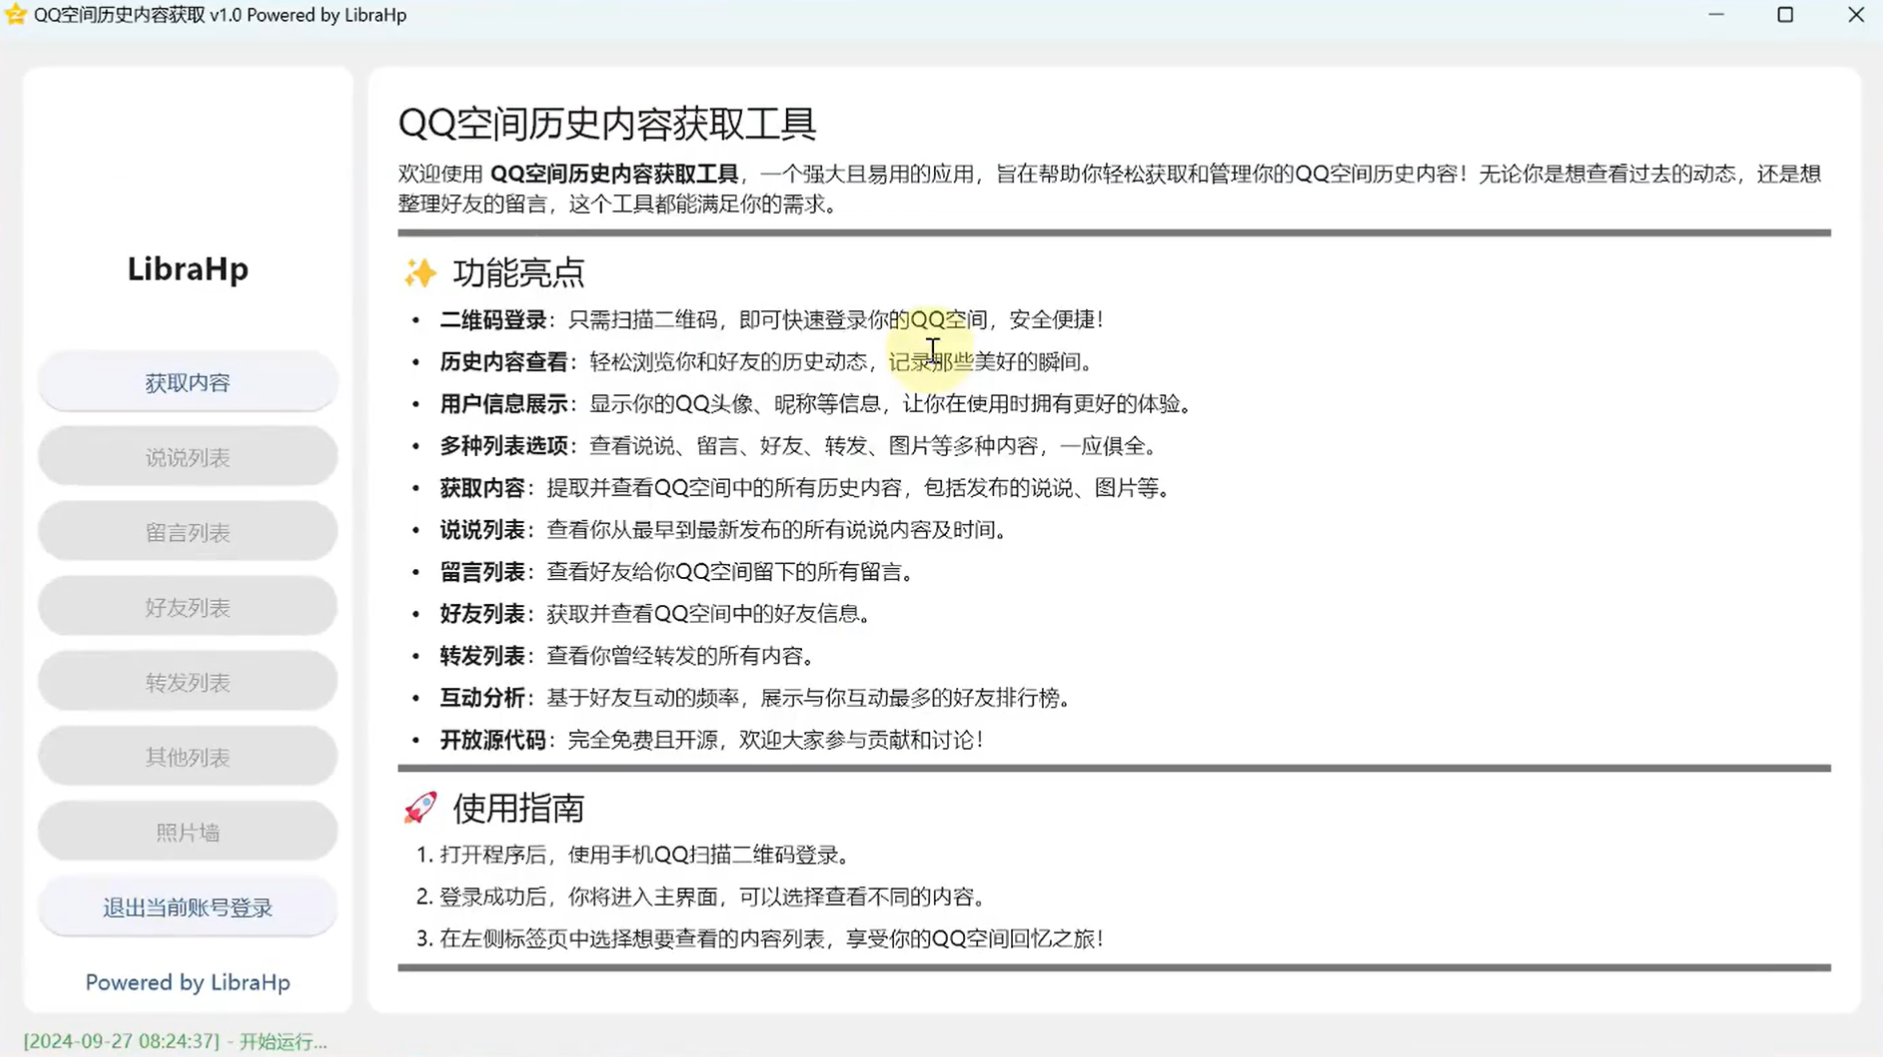 QQ空间历史内容获取 v1.0 Powered by LibraHp
LibraHp
获取内容
说说列表
留言列表
好友列表
转发列表
其他列表
照片墙
退出当前账号登录
Powered by LibraHp
QQ空间历史内容获取工具
欢迎使用 QQ空间历史内容获取工具，一个强大且易用的应用，旨在帮助你轻松获取和管理你的QQ空间历史内容！无论你是想查看过去的动态，还是想
整理好友的留言，这个工具都能满足你的需求。
✨ 功能亮点
• 二维码登录：只需扫描二维码，即可快速登录你的QQ空间，安全便捷！
• 历史内容查看：轻松浏览你和好友的历史动态，记录那些美好的瞬间。
• 用户信息展示：显示你的QQ头像、昵称等信息，让你在使用时拥有更好的体验。
• 多种列表选项：查看说说、留言、好友、转发、图片等多种内容，一应俱全。
• 获取内容：提取并查看QQ空间中的所有历史内容，包括发布的说说、图片等。
• 说说列表：查看你从最早到最新发布的所有说说内容及时间。
• 留言列表：查看好友给你QQ空间留下的所有留言。
• 好友列表：获取并查看QQ空间中的好友信息。
• 转发列表：查看你曾经转发的所有内容。
• 互动分析：基于好友互动的频率，展示与你互动最多的好友排行榜。
• 开放源代码：完全免费且开源，欢迎大家参与贡献和讨论！
🚀 使用指南
1. 打开程序后，使用手机QQ扫描二维码登录。
2. 登录成功后，你将进入主界面，可以选择查看不同的内容。
3. 在左侧标签页中选择想要查看的内容列表，享受你的QQ空间回忆之旅！
[2024-09-27 08:24:37] - 开始运行...